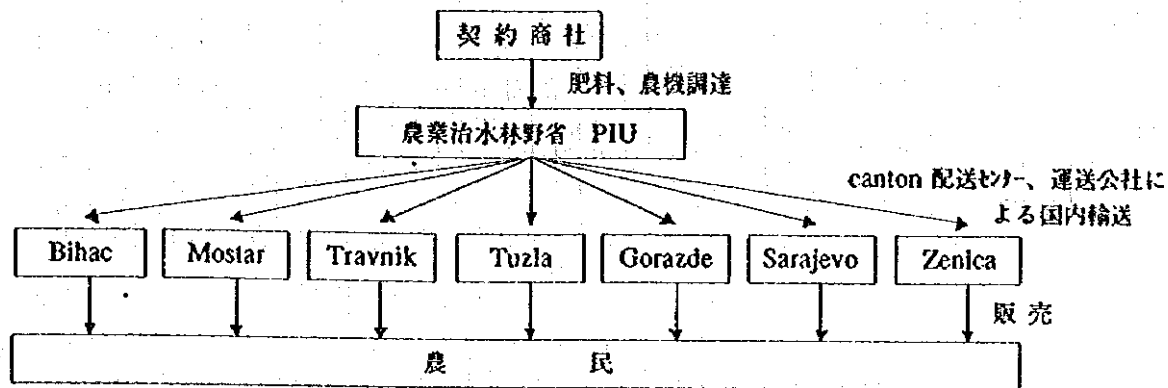 契約商社
肥料、農機調達
農業治水林野省 PIU
canton 配送センター、運送公社に
よる国内輸送
Bihac Mostar Travnik Tuzla Gorazde Sarajevo Zenica
販売
農民